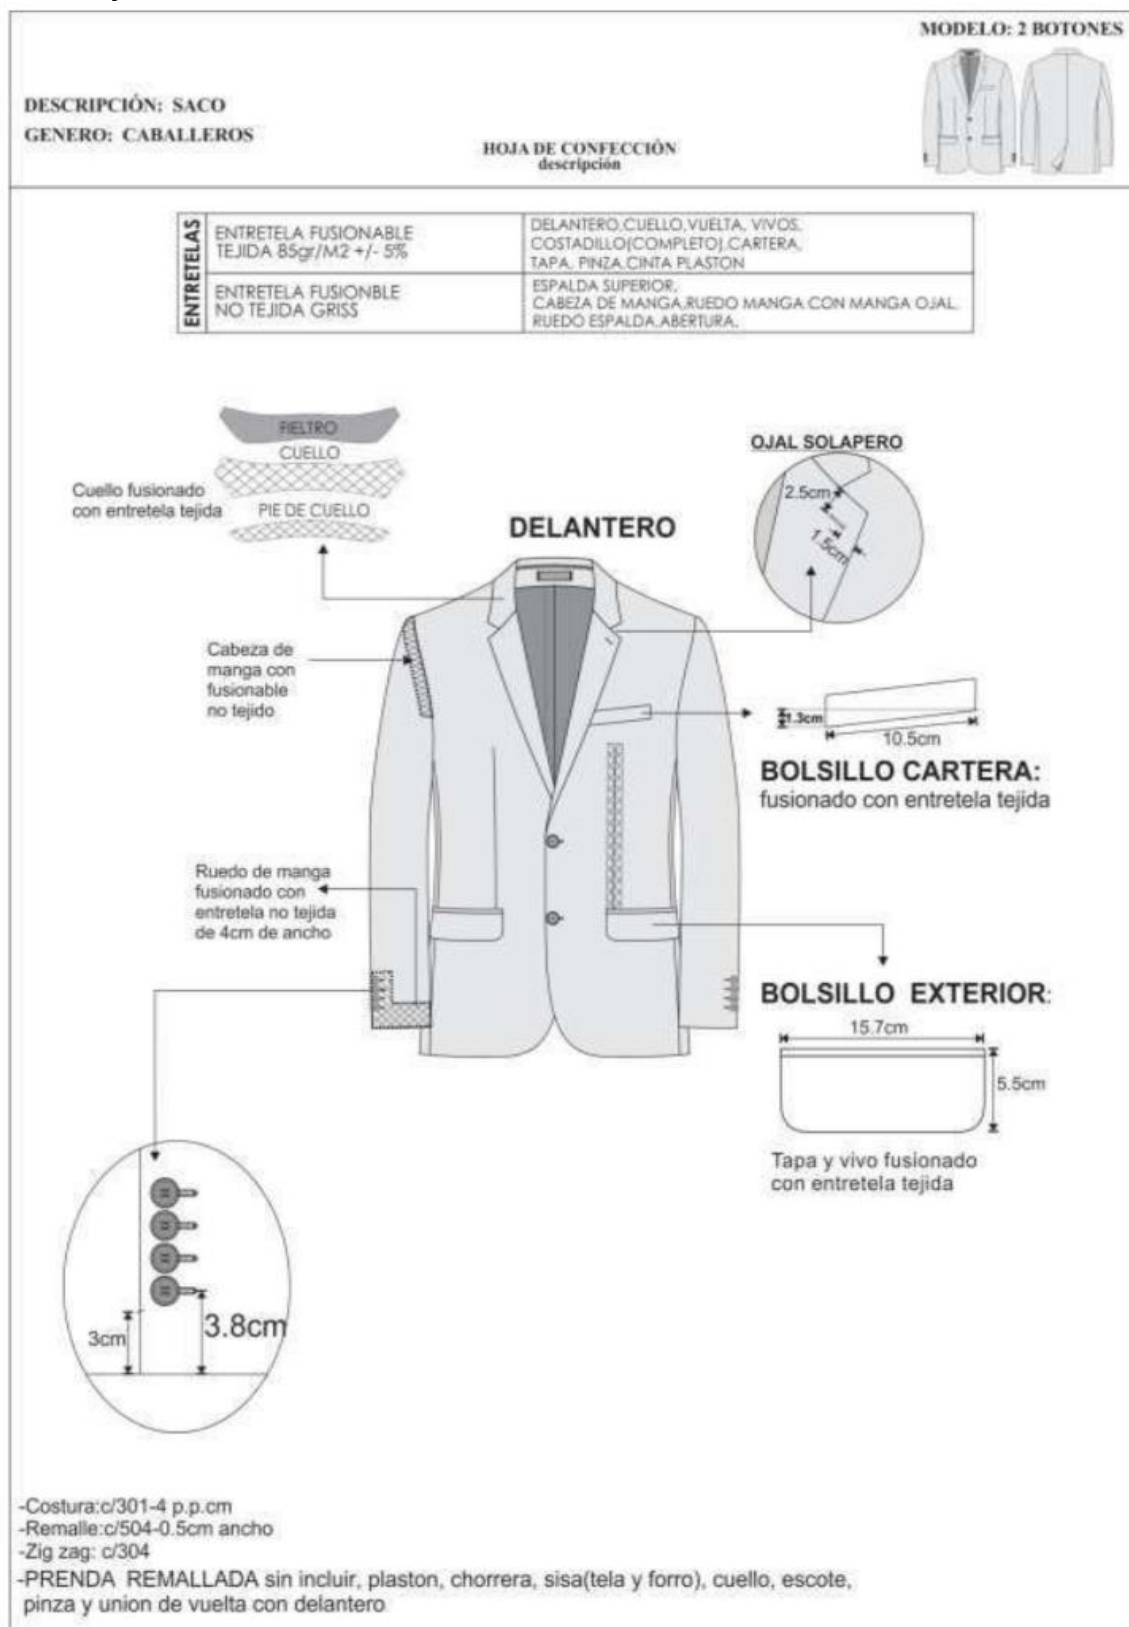 MODELO: 2 BOTONES
DESCRIPCIÓN: SACO
GENERO: CABALLEROS
HOJA DE CONFECCIÓN
descripción
ENTRETELAS
ENTRETELA FUSIONABLE
TEJIDA 85gr/M2 +/- 5%
DELANTERO,CUELLO,VUELTA, VIVOS,
COSTADILLO(COMPLETO),CARTERA,
TAPA, PINZA,CINTA PLASTON
ENTRETELA FUSIONBLE
NO TEJIDA GRISS
ESPALDA SUPERIOR,
CABEZA DE MANGA,RUEDO MANGA CON MANGA OJAL,
RUEDO ESPALDA,ABERTURA,
FIELTRO
CUELLO
Cuello fusionado
con entretela tejida
PIE DE CUELLO
DELANTERO
OJAL SOLAPERO
2.5cm
1.5cm
Cabeza de
manga con
fusionable
no tejido
1.3cm
10.5cm
BOLSILLO CARTERA:
fusionado con entretela tejida
Ruedo de manga
fusionado con
entretela no tejida
de 4cm de ancho
BOLSILLO EXTERIOR:
15.7cm
5.5cm
Tapa y vivo fusionado
con entretela tejida
3cm
3.8cm
-Costura:c/301-4 p.p.cm
-Remalle:c/504-0.5cm ancho
-Zig zag: c/304
-PRENDA REMALLADA sin incluir, plaston, chorrera, sisa(tela y forro), cuello, escote,
pinza y union de vuelta con delantero